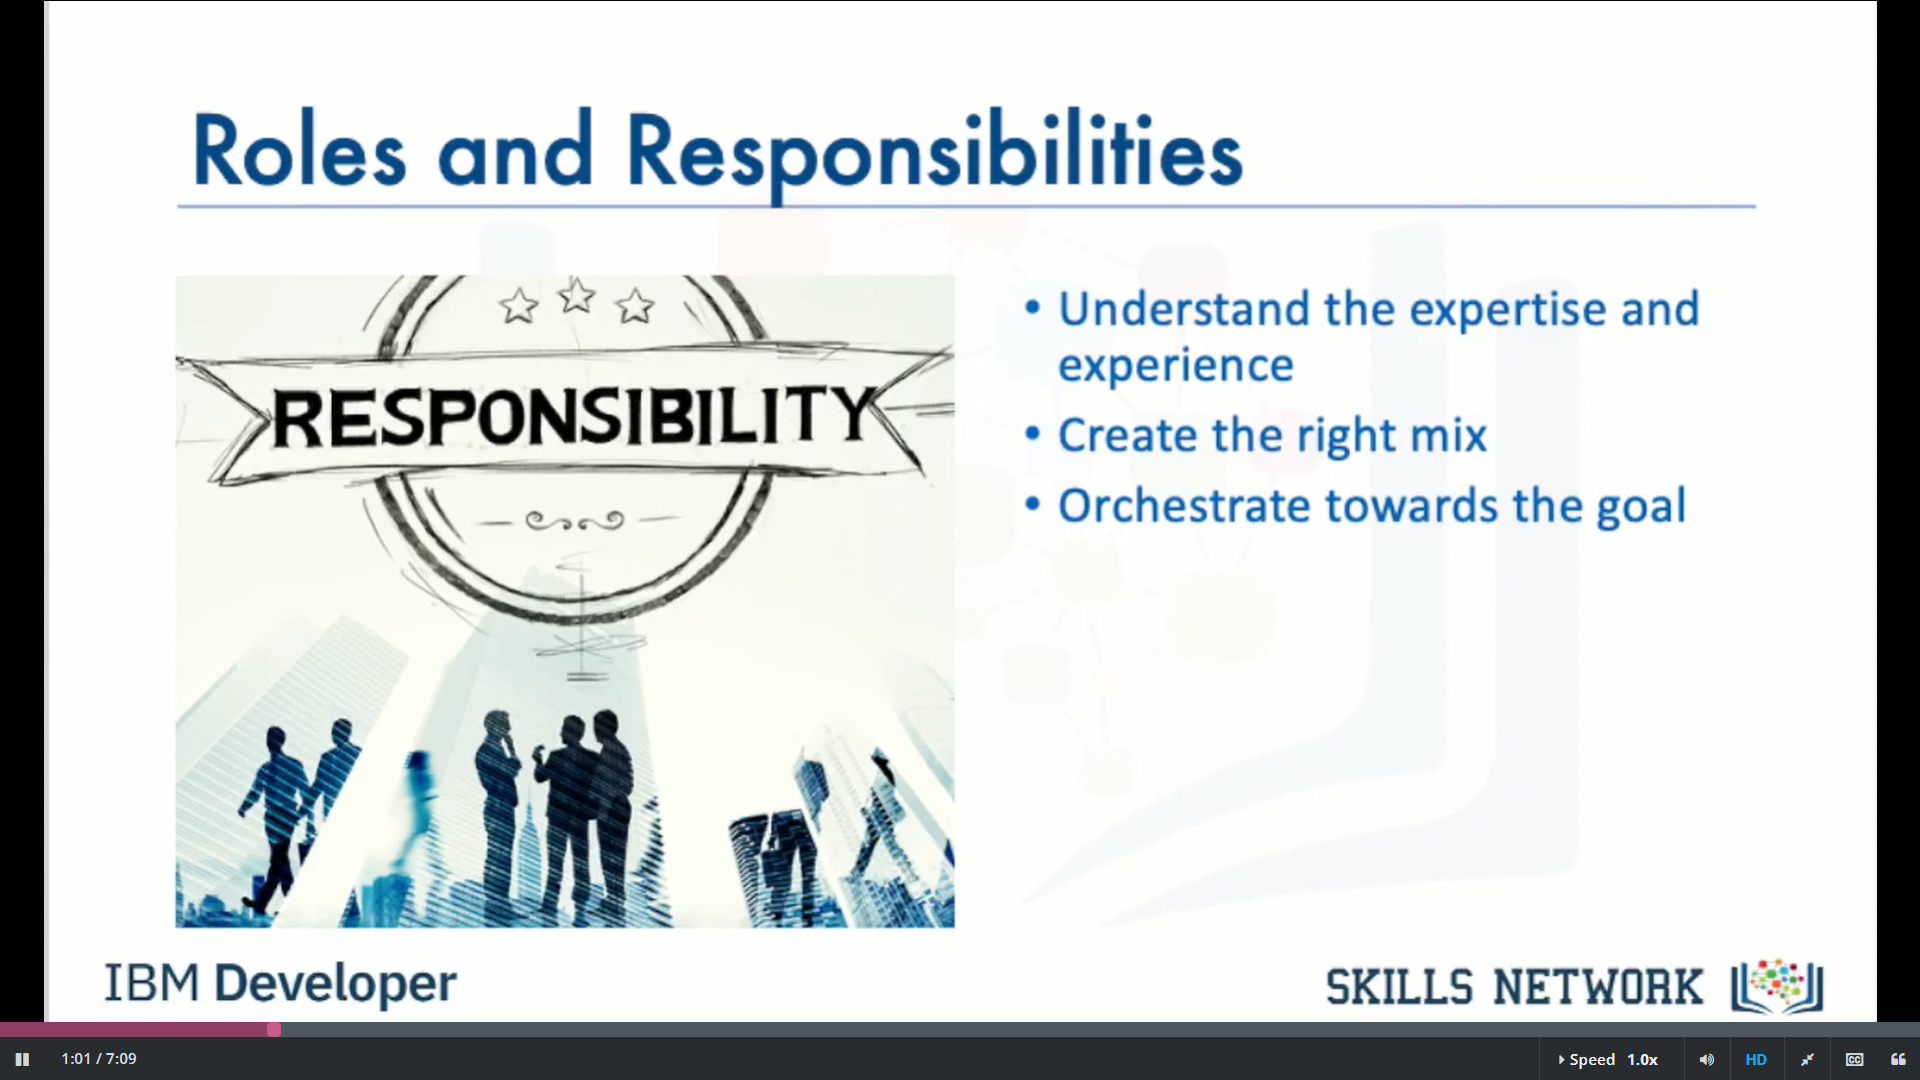 Roles and Responsibilities
RESPONSIBILITY
• Understand the expertise and
experience
• Create the right mix
• Orchestrate towards the goal
IBM Developer
SKILLS NETWORK
1:01 / 7:09
Speed 1.0x
HD
CC